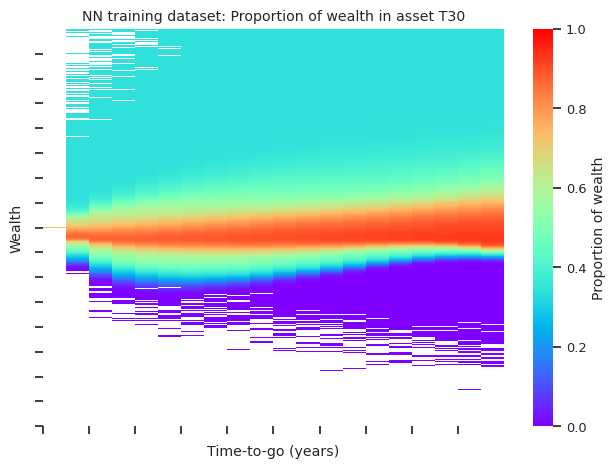 NN training dataset: Proportion of wealth in asset T30
Wealth
Time-to-go (years)
1.0
0.8
0.6
0.4
0.2
0.0
Proportion of wealth